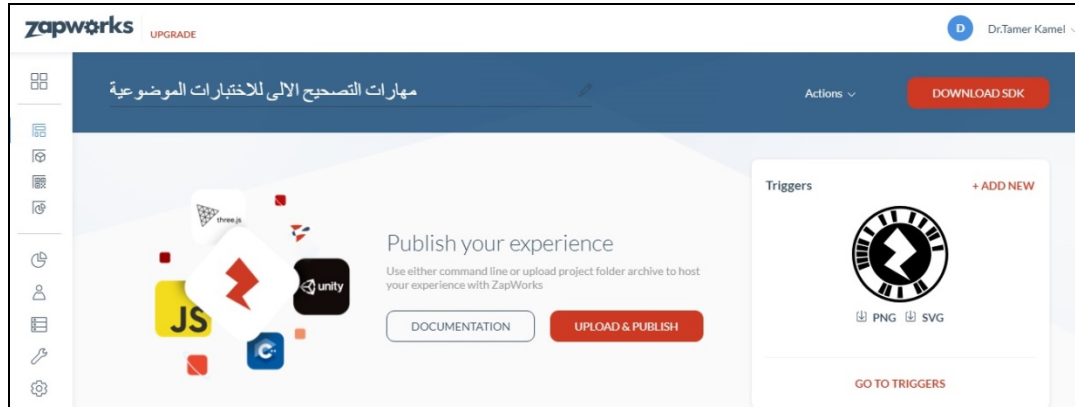 zapworks
UPGRADE
D
Dr.Tamer Kamel
مهارات التصحيح الالى للاختبارات الموضوعية
Actions
DOWNLOAD SDK
three.js
unity
JS
C++
Publish your experience
Use either command line or upload project folder archive to host
your experience with ZapWorks
DOCUMENTATION
UPLOAD & PUBLISH
Triggers
+ ADD NEW
PNG
SVG
GO TO TRIGGERS